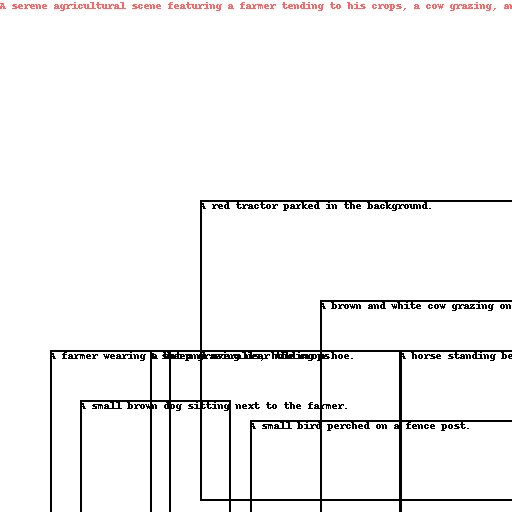 A serene agricultural scene featuring a farmer tending to his crops, a cow grazing, an
A red tractor parked in the background.
A brown and white cow grazing on
A farmer wearing a hoe.
A horse standing be
A small brown dog sitting next to the farmer.
A small bird perched on a fence post.